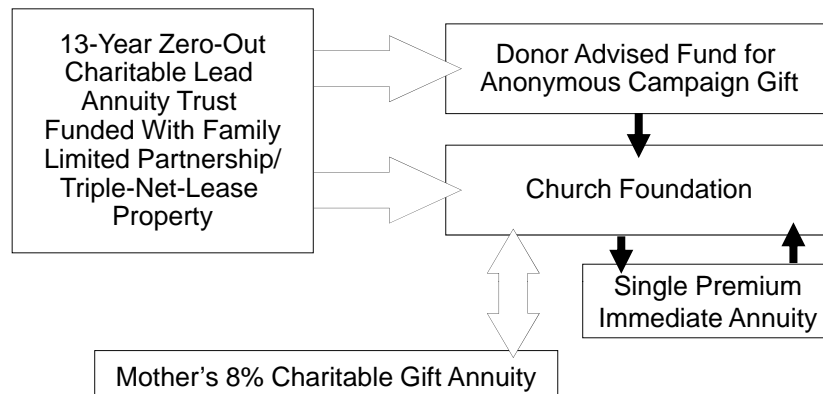 13-Year Zero-Out
Charitable Lead
Annuity Trust
Funded With Family
Limited Partnership/
Triple-Net-Lease
Property
Donor Advised Fund for
Anonymous Campaign Gift
Church Foundation
Single Premium
Immediate Annuity
Mother's 8% Charitable Gift Annuity